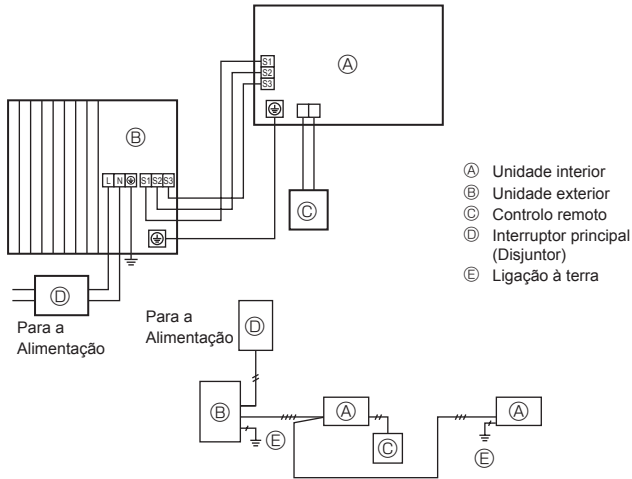 S1
S2
S3
Ⓐ
Ⓑ
L N S1 S2 S3
Ⓒ
Ⓓ
Para a
Alimentação
Ⓐ Unidade interior
Ⓑ Unidade exterior
Ⓒ Controlo remoto
Ⓓ Interruptor principal
(Disjuntor)
Ⓔ Ligação à terra
Para a
Alimentação
Ⓓ
Ⓑ
Ⓔ
Ⓐ
Ⓒ
Ⓐ
Ⓔ